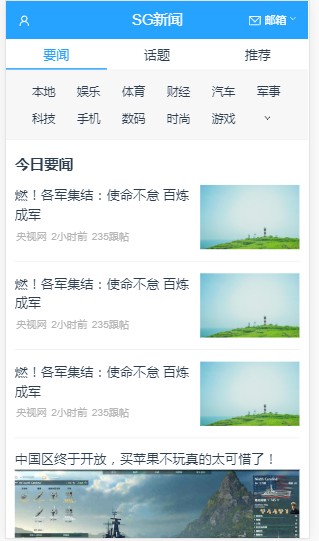 SG新闻
邮箱
要闻 话题 推荐
本地 娱乐 体育 财经 汽车 军事
科技 手机 数码 时尚 游戏
今日要闻
燃！各军集结：使命不怠 百炼
成军
央视网 2小时前 235跟帖
燃！各军集结：使命不怠 百炼
成军
央视网 2小时前 235跟帖
燃！各军集结：使命不怠 百炼
成军
央视网 2小时前 235跟帖
中国区终于开放，买苹果不玩真的太可惜了！